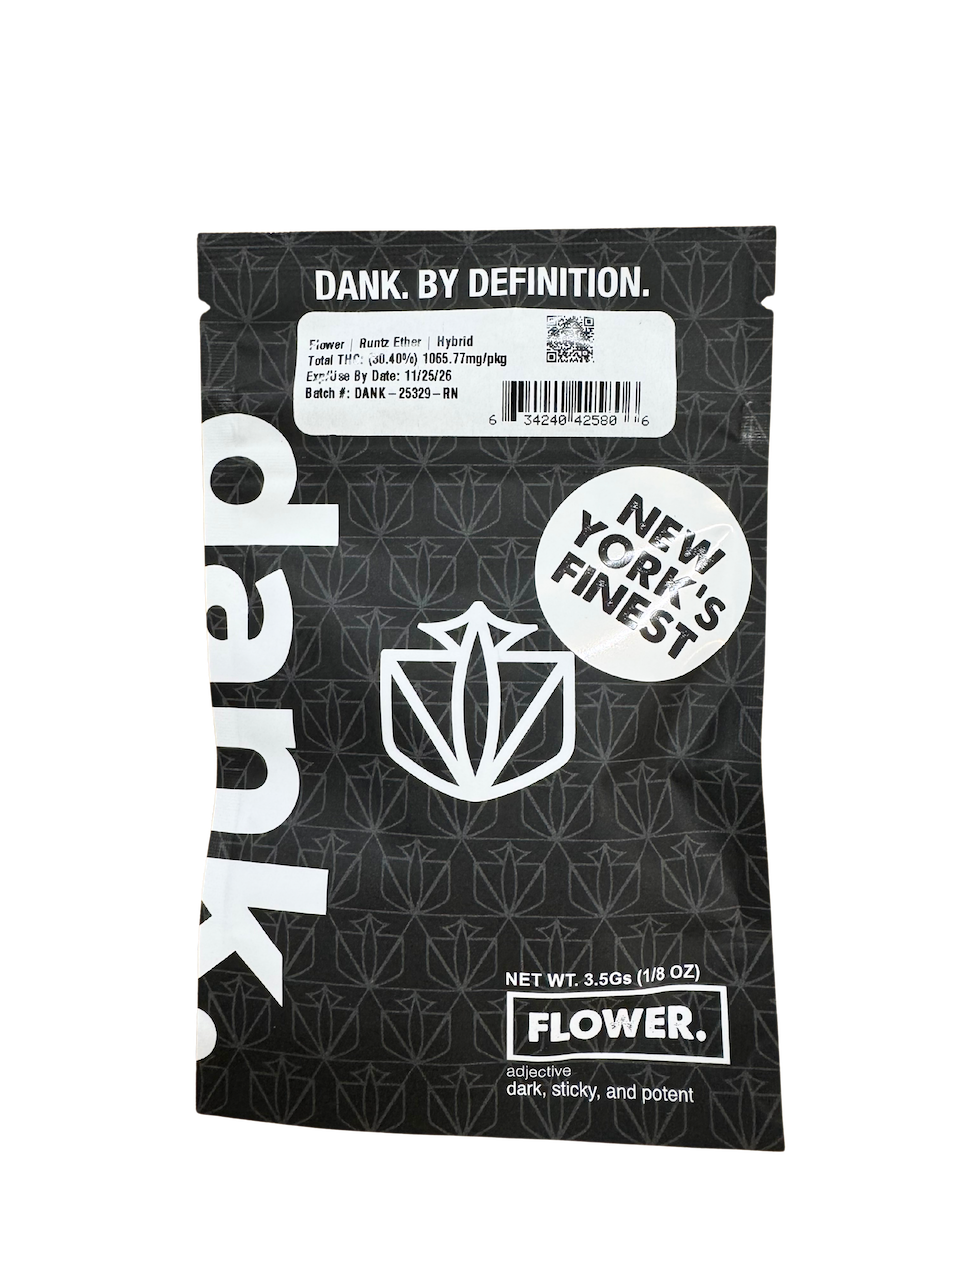 DANK. BY DEFINITION.
Flower | Runtz Ether | Hybrid
Total THC: (30.40%) 1065.77mg/pkg
Exp/Use By Date: 11/25/26
Batch #: DANK-25329-RN
6 34240 42580 6
dank.
NEW
YORK'S
FINEST
NET WT. 3.5Gs (1/8 OZ)
FLOWER.
adjective
dark, sticky, and potent